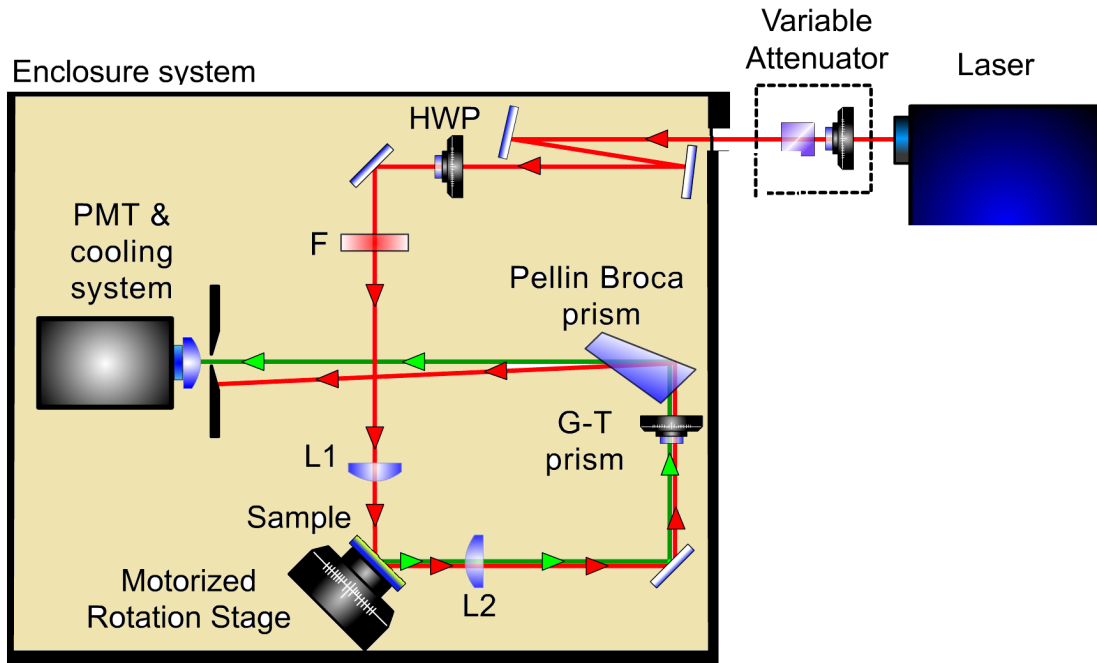 Variable
Attenuator
Laser
Enclosure system
HWP
PMT &
cooling
system
F
Pellin Broca
prism
G-T
prism
L1
Sample
Motorized
Rotation Stage
L2